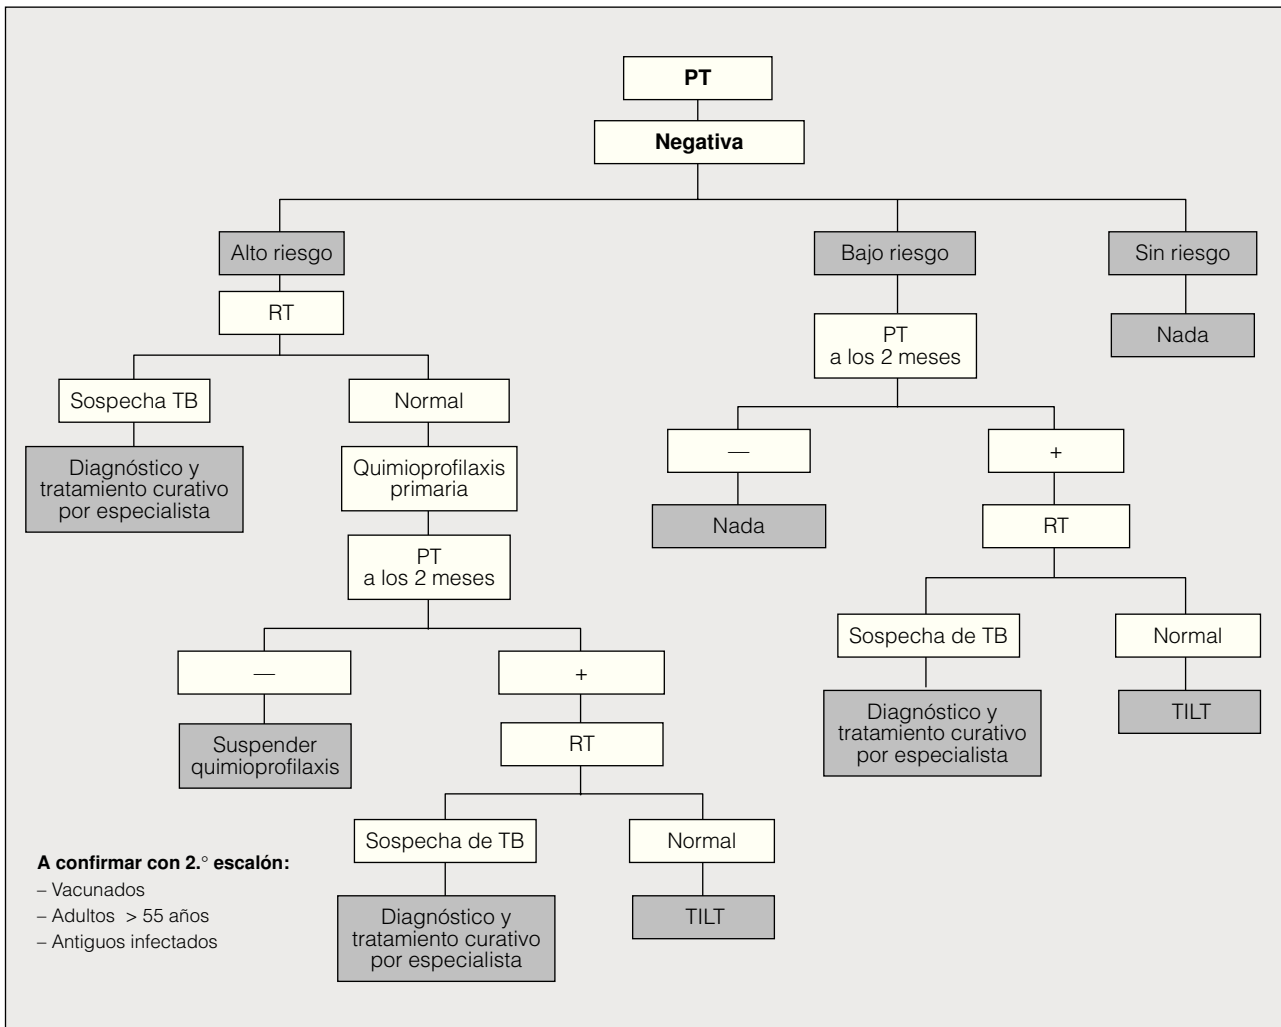 PT
Negativa
Alto riesgo
Bajo riesgo
Sin riesgo
RT
PT
a los 2 meses
Nada
Sospecha TB
Normal
—
+
Diagnóstico y
tratamiento curativo
por especialista
Quimioprofilaxis
primaria
Nada
RT
PT
a los 2 meses
Sospecha de TB
Normal
—
+
Diagnóstico y
tratamiento curativo
por especialista
TILT
Suspender
quimioprofilaxis
RT
Sospecha de TB
Normal
Diagnóstico y
tratamiento curativo
por especialista
TILT
A confirmar con 2.° escalón:
– Vacunados
– Adultos > 55 años
– Antiguos infectados